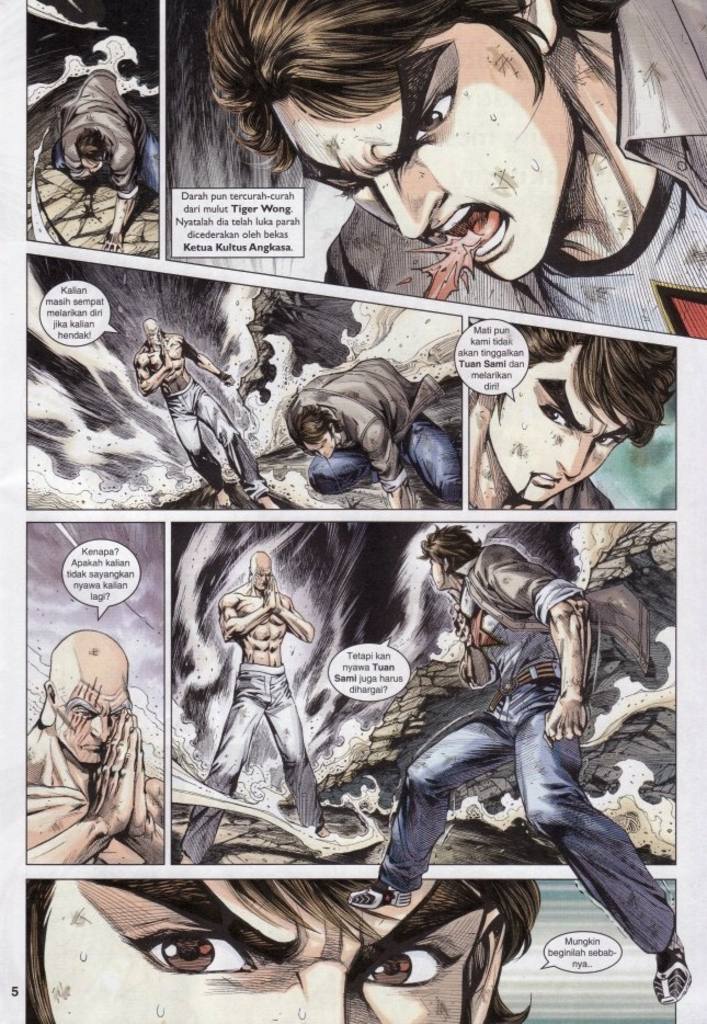 Darah pun tercurah-curah
dari mulut Tiger Wong.
Nyatalah dia telah luka parah
dicederakan oleh bekas
Ketua Kultus Angkasa.
Kalian
masih sempat
melarikan diri
jika kalian
hendak!
Mati pun
kami tidak
akan tinggalkan
Tuan Sami dan
melarikan
diri!
Kenapa?
Apakah kalian
tidak sayangkan
nyawa kalian
lagi?
Tetapi kan
nyawa Tuan
Sami juga harus
dihargai?
Mungkin
beginilah sebab-
nya..
5